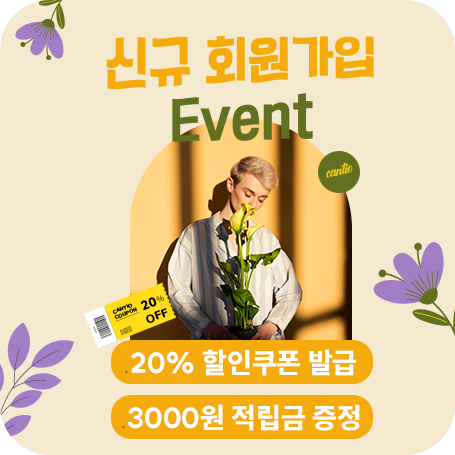 신규 회원가입
Event
cantio
CANTIO
COUPON
20%
OFF
20% 할인쿠폰 발급
3000원 적립금 증정